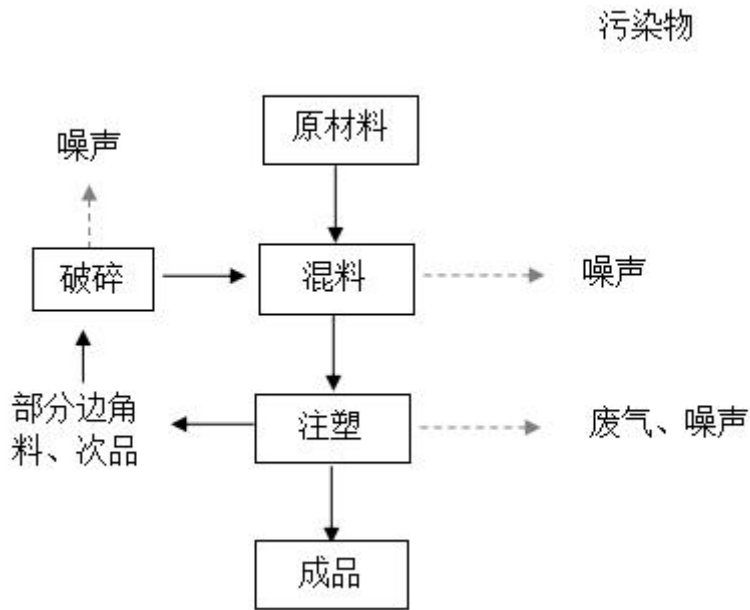 污染物
原材料
噪声
破碎
混料
噪声
部分边角
料、次品
注塑
废气、噪声
成品